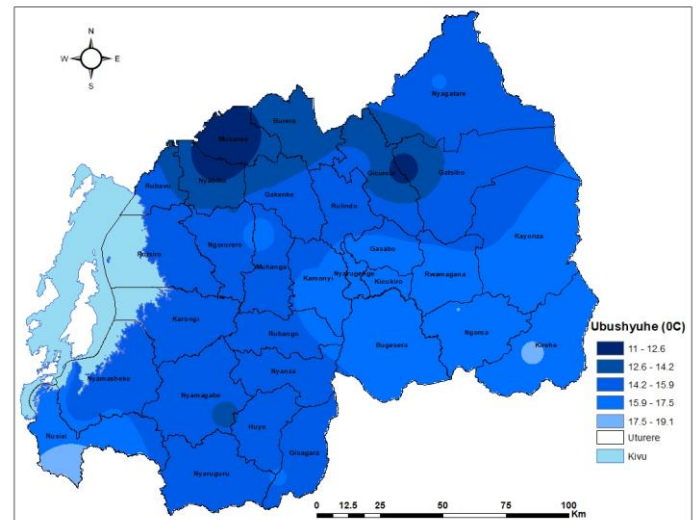 N
W E
S
Nyagatare
Burera
Musanze
Nyabihu
Gicumbi
Gatsibo
Rubavu
Gakenke
Rulindo
Kayonza
Rutsiro
Ngororero
Gasabo
Muhanga
Kamonyi
Nyarugenge
Rwamagana
Kicukiro
Karongi
Ruhango
Bugesera
Ngoma
Kirehe
Nyamasheke
Nyanza
Nyamagabe
Huye
Rusizi
Gisagara
Nyaruguru
Ubushyuhe (0C)
11 - 12.6
12.6 - 14.2
14.2 - 15.9
15.9 - 17.5
17.5 - 19.1
Uturere
Kivu
0 12.5 25 50 75 100
Km